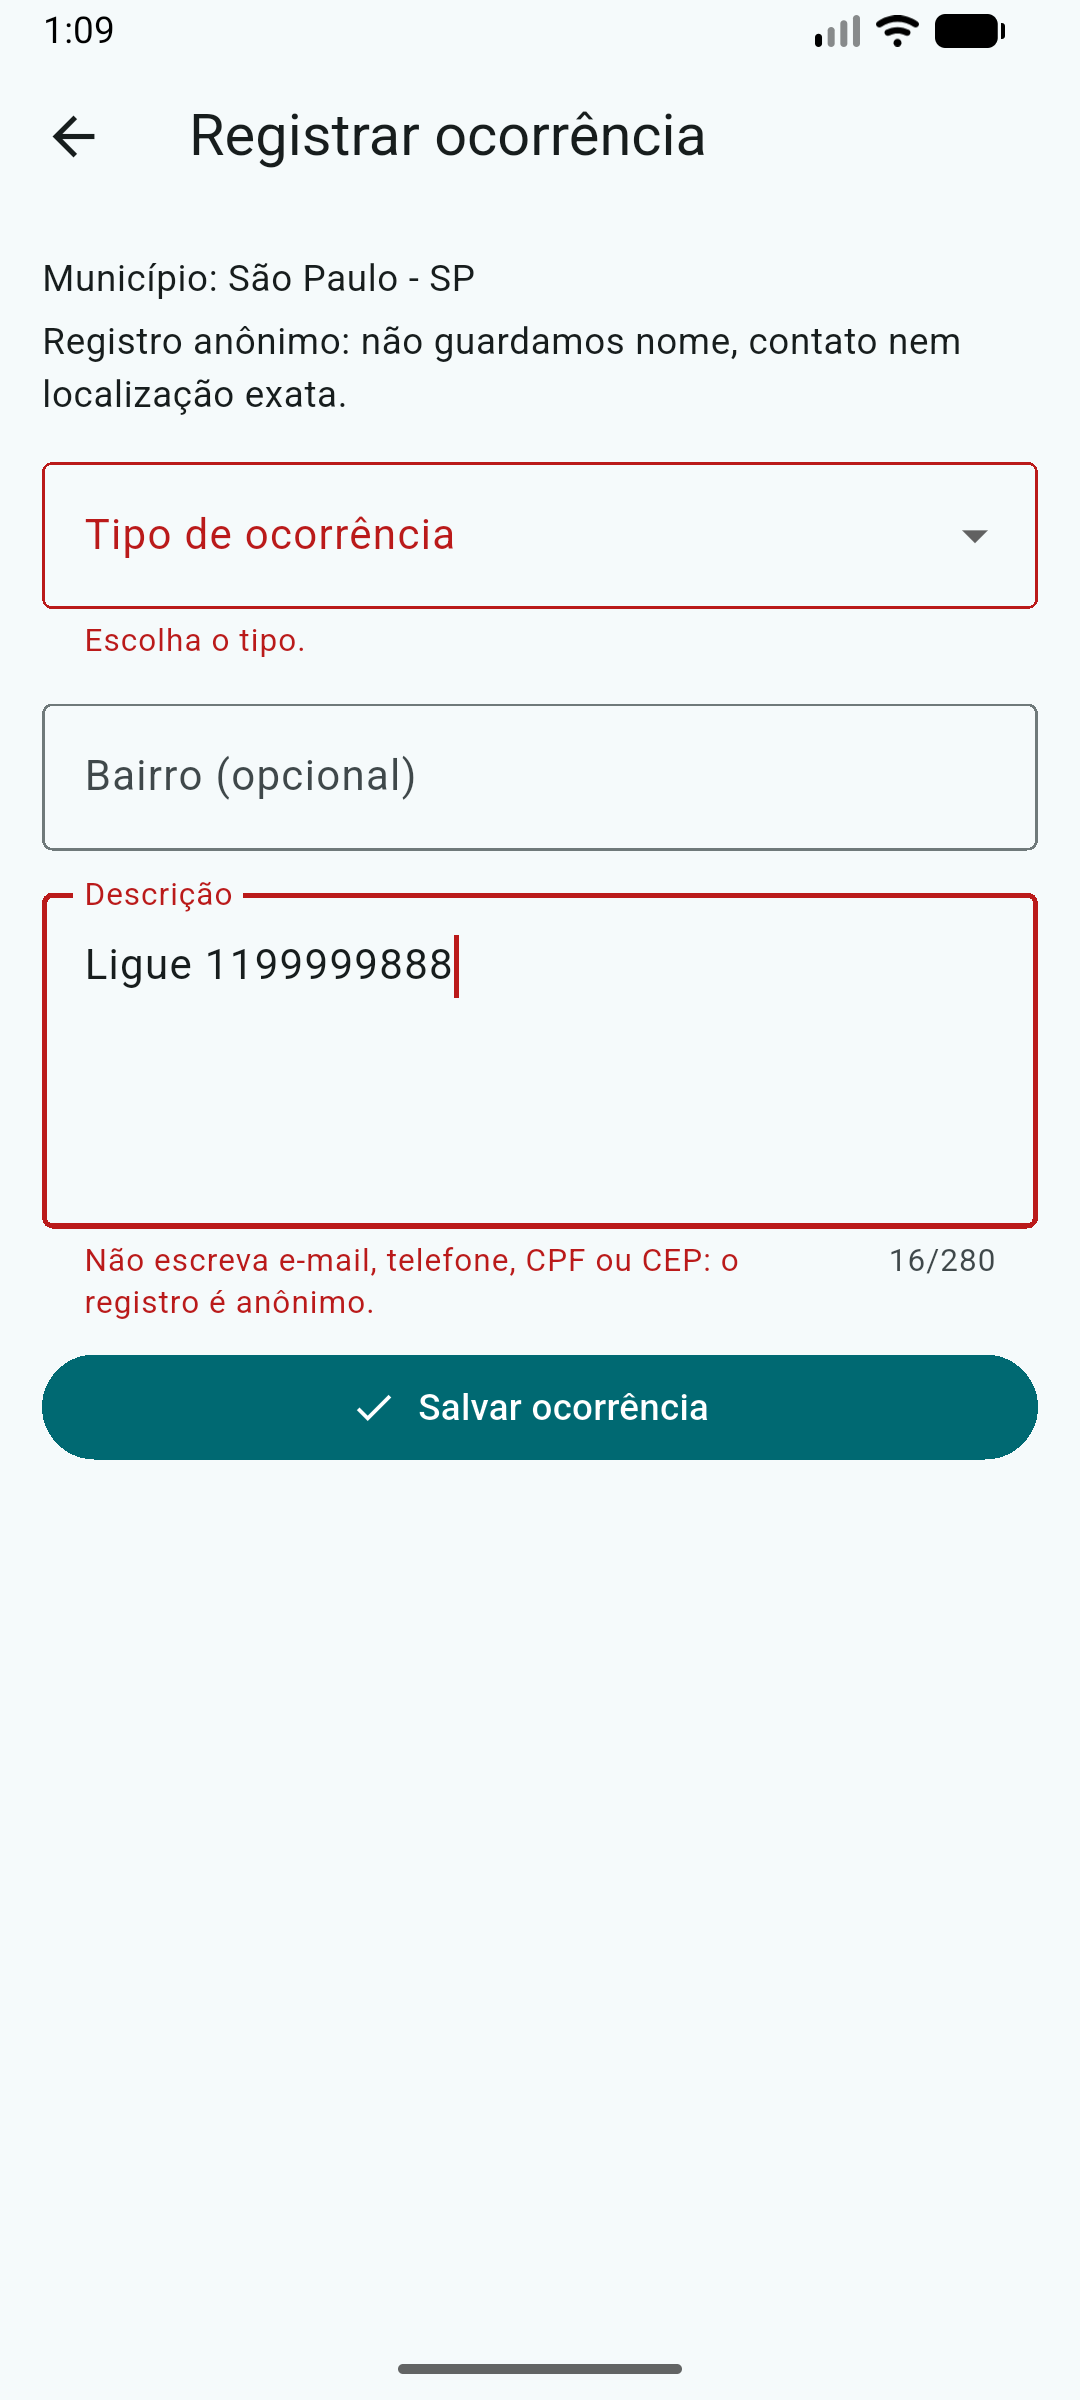 1:09
Registrar ocorrência
Município: São Paulo - SP
Registro anônimo: não guardamos nome, contato nem
localização exata.
Tipo de ocorrência
Escolha o tipo.
Bairro (opcional)
Descrição
Ligue 1199999888
Não escreva e-mail, telefone, CPF ou CEP: o
registro é anônimo.
16/280
Salvar ocorrência